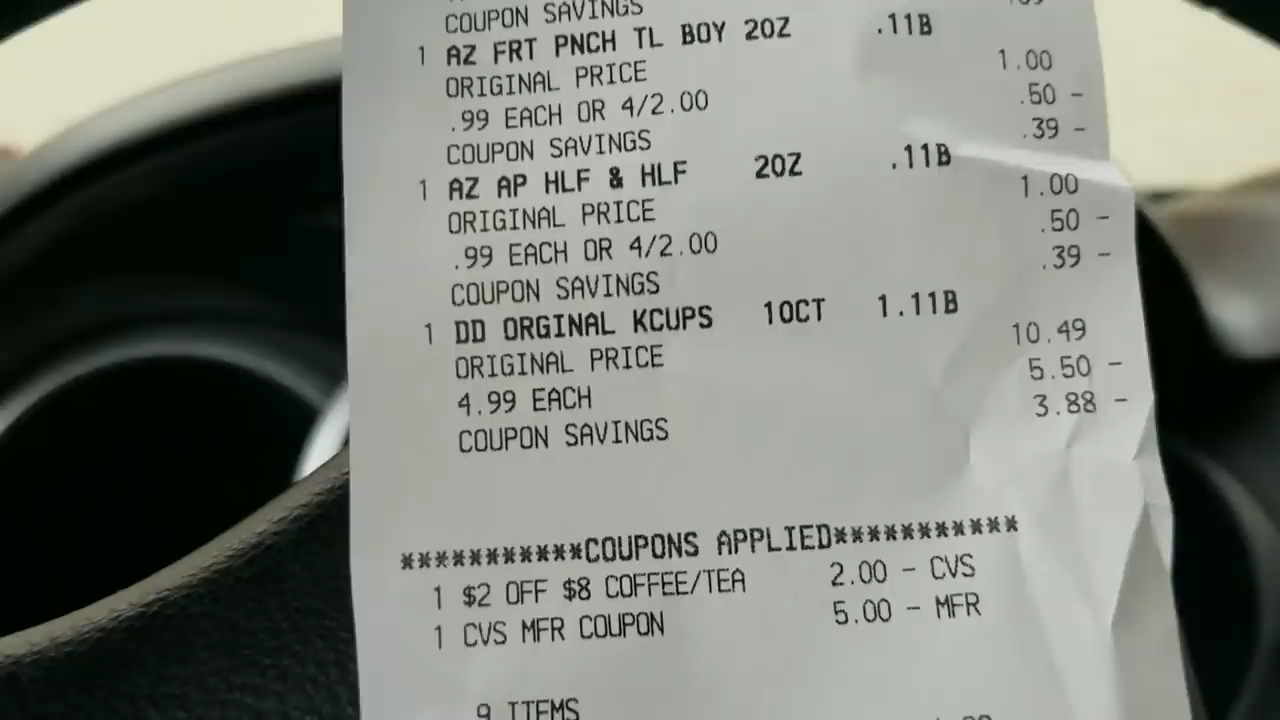 COUPON SAVINGS
1 AZ FRT PNCH TL BOY 20Z .11B
ORIGINAL PRICE 1.00
.99 EACH OR 4/2.00 .50 -
COUPON SAVINGS .39 -
1 AZ AP HLF & HLF 20Z .11B
ORIGINAL PRICE 1.00
.99 EACH OR 4/2.00 .50 -
COUPON SAVINGS .39 -
1 DD ORGINAL KCUPS 10CT 1.11B
ORIGINAL PRICE 10.49
4.99 EACH 5.50 -
COUPON SAVINGS 3.88 -
***********COUPONS APPLIED***********
1 $2 OFF $8 COFFEE/TEA 2.00 - CVS
1 CVS MFR COUPON 5.00 - MFR
9 ITEMS